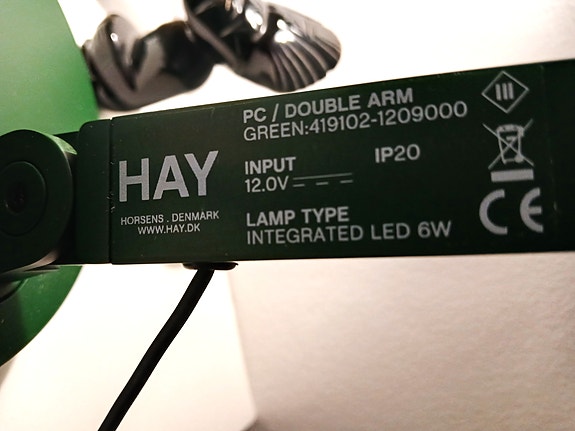 HAY
HORSENS . DENMARK
WWW.HAY.DK
PC / DOUBLE ARM
GREEN:419102-1209000
INPUT
12.0V
IP20
LAMP TYPE
INTEGRATED LED 6W
III
CE